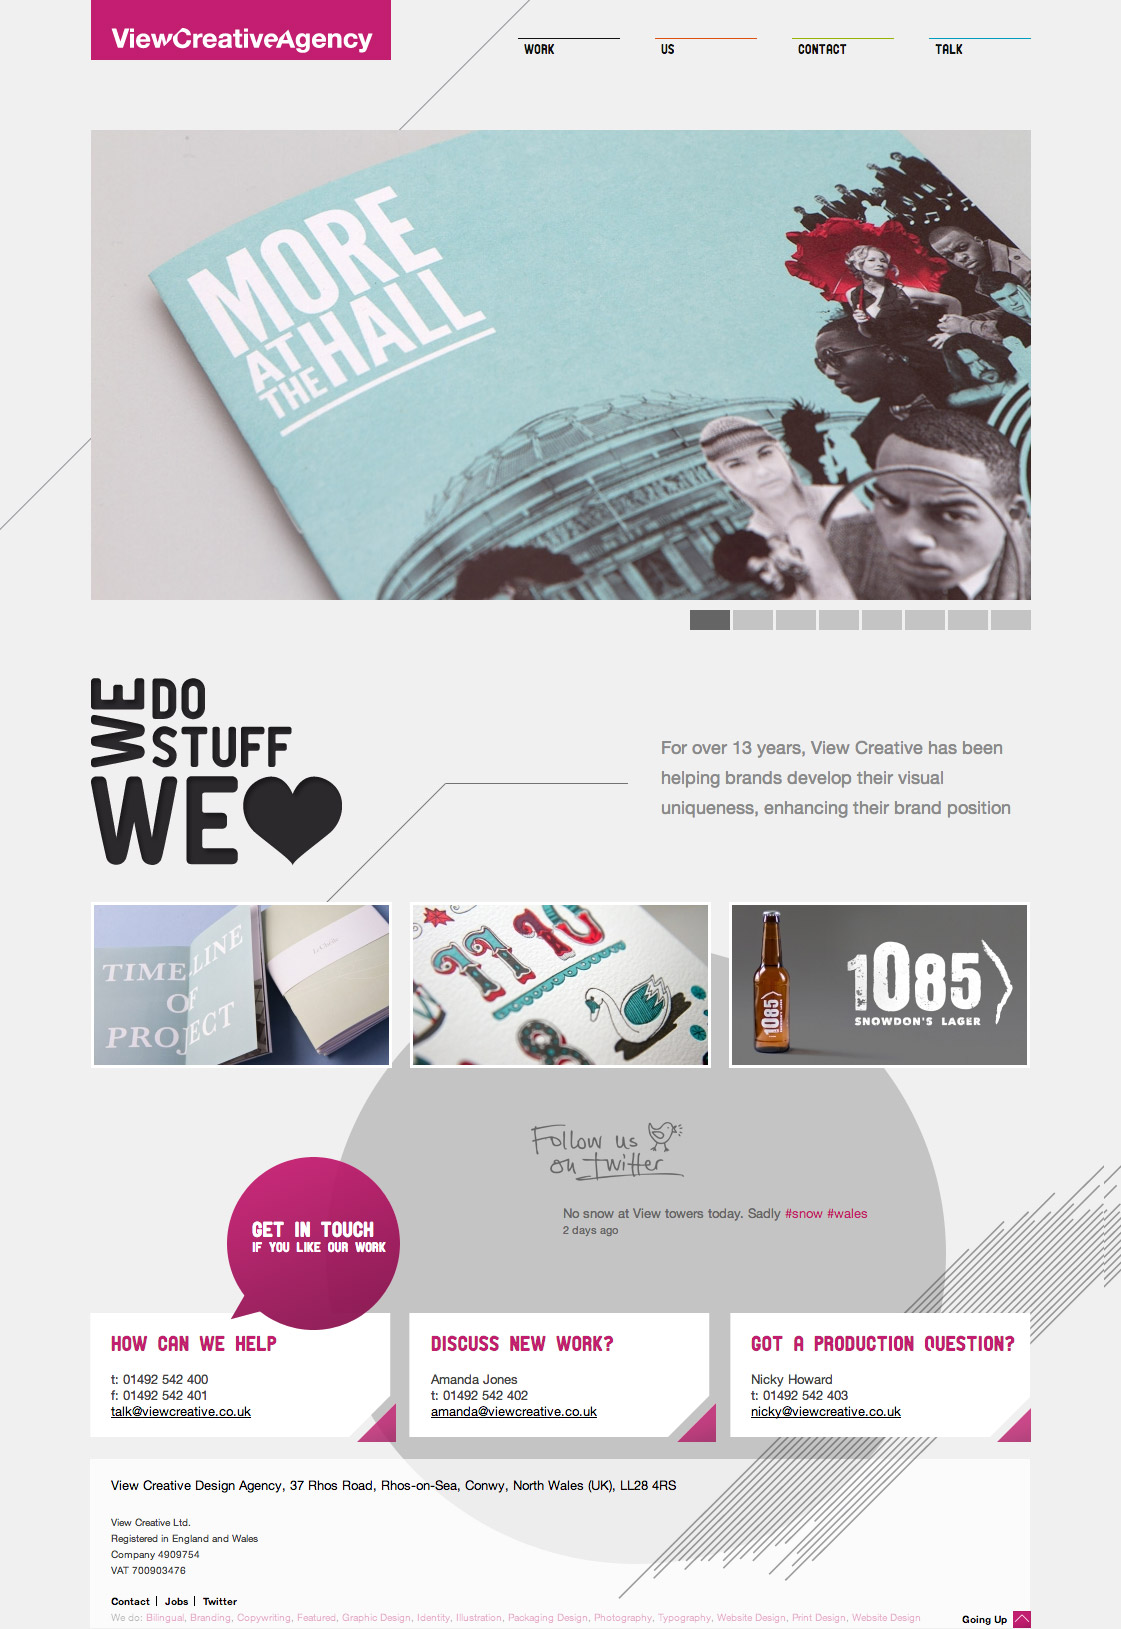 ViewCreativeAgency
WORK
US
CONTACT
TALK
MORE
AT
THE
HALL
WE DO
STUFF
WE
For over 13 years, View Creative has been
helping brands develop their visual
uniqueness, enhancing their brand position
TIMELINE
OF
PROJECT
11
10
8
1085
1085
SNOWDON'S LAGER
Follow us
on twitter
No snow at View towers today. Sadly #snow #wales
2 days ago
GET IN TOUCH
IF YOU LIKE OUR WORK
HOW CAN WE HELP
t: 01492 542 400
f: 01492 542 401
talk@viewcreative.co.uk
DISCUSS NEW WORK?
Amanda Jones
t: 01492 542 402
amanda@viewcreative.co.uk
GOT A PRODUCTION QUESTION?
Nicky Howard
t: 01492 542 403
nicky@viewcreative.co.uk
View Creative Design Agency, 37 Rhos Road, Rhos-on-Sea, Conwy, North Wales (UK), LL28 4RS
View Creative Ltd.
Registered in England and Wales
Company 4909754
VAT 700903476
Contact | Jobs | Twitter
We do: Bilingual, Branding, Copywriting, Featured, Graphic Design, Identity, Illustration, Packaging Design, Photography, Typography, Website Design, Print Design, Website Design
Going Up